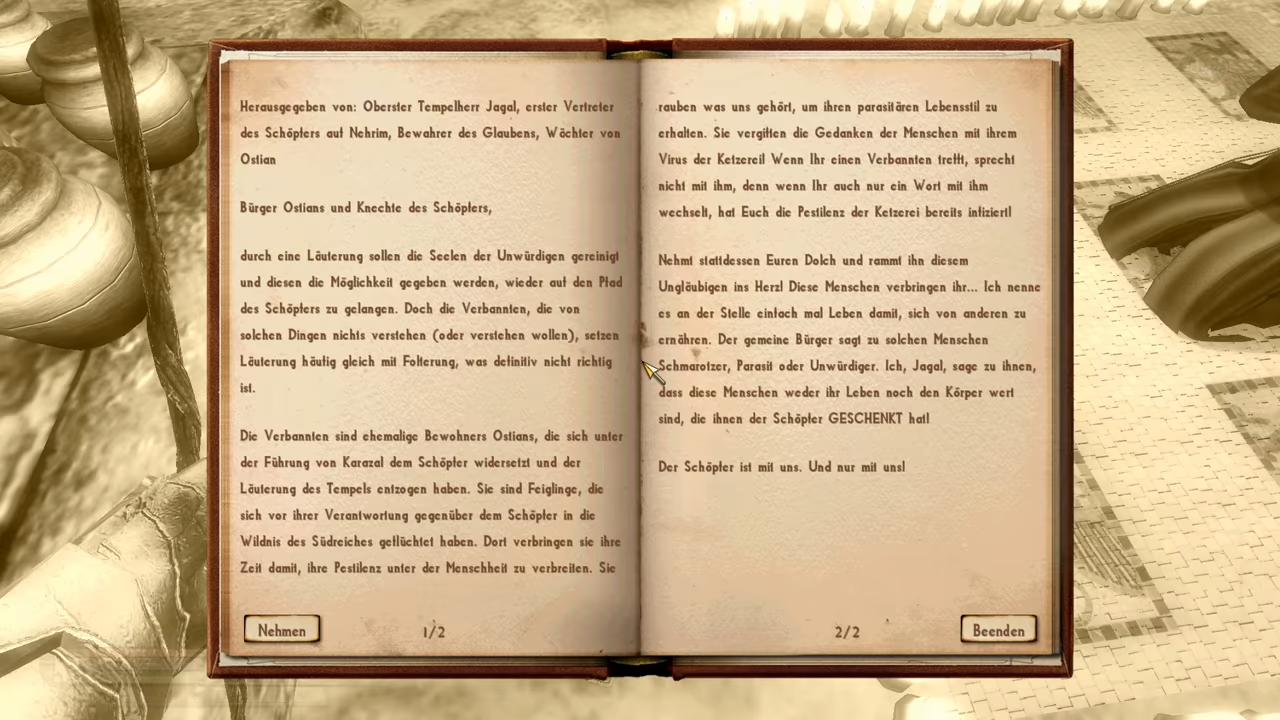 Herausgegeben von: Oberster Tempelherr Jagal, erster Vertreter
des Schöpfers auf Nehrim, Bewahrer des Glaubens, Wächter von
Ostian
Bürger Ostians und Knechte des Schöpfers,
durch eine Läuterung sollen die Seelen der Unwürdigen gereinigt
und diesen die Möglichkeit gegeben werden, wieder auf den Pfad
des Schöpfers zu gelangen. Doch die Verbannten, die von
solchen Dingen nichts verstehen (oder verstehen wollen), setzen
Läuterung häufig gleich mit Folterung, was definitiv nicht richtig
ist.
Die Verbannten sind ehemalige Bewohners Ostians, die sich unter
der Führung von Karazal dem Schöpfer widersetzt und der
Läuterung des Tempels entzogen haben. Sie sind Feiglinge, die
sich vor ihrer Verantwortung gegenüber dem Schöpfer in die
Wildnis des Südreiches geflüchtet haben. Dort verbringen sie ihre
Zeit damit, ihre Pestilenz unter der Menschheit zu verbreiten. Sie
Nehmen
1/2
rauben was uns gehört, um ihren parasitären Lebensstil zu
erhalten. Sie vergiften die Gedanken der Menschen mit ihrem
Virus der Ketzerei! Wenn Ihr einen Verbannten trefft, sprecht
nicht mit ihm, denn wenn Ihr auch nur ein Wort mit ihm
wechselt, hat Euch die Pestilenz der Ketzerei bereits infiziert!
Nehmt stattdessen Euren Dolch und rammt ihn diesem
Ungläubigen ins Herz! Diese Menschen verbringen ihr... Ich nenne
es an der Stelle einfach mal Leben damit, sich von anderen zu
ernähren. Der gemeine Bürger sagt zu solchen Menschen
Schmarotzer, Parasit oder Unwürdiger. Ich, Jagal, sage zu ihnen,
dass diese Menschen weder ihr Leben noch den Körper wert
sind, die ihnen der Schöpfer GESCHENKT hat!
Der Schöpfer ist mit uns. Und nur mit uns!
2/2
Beenden